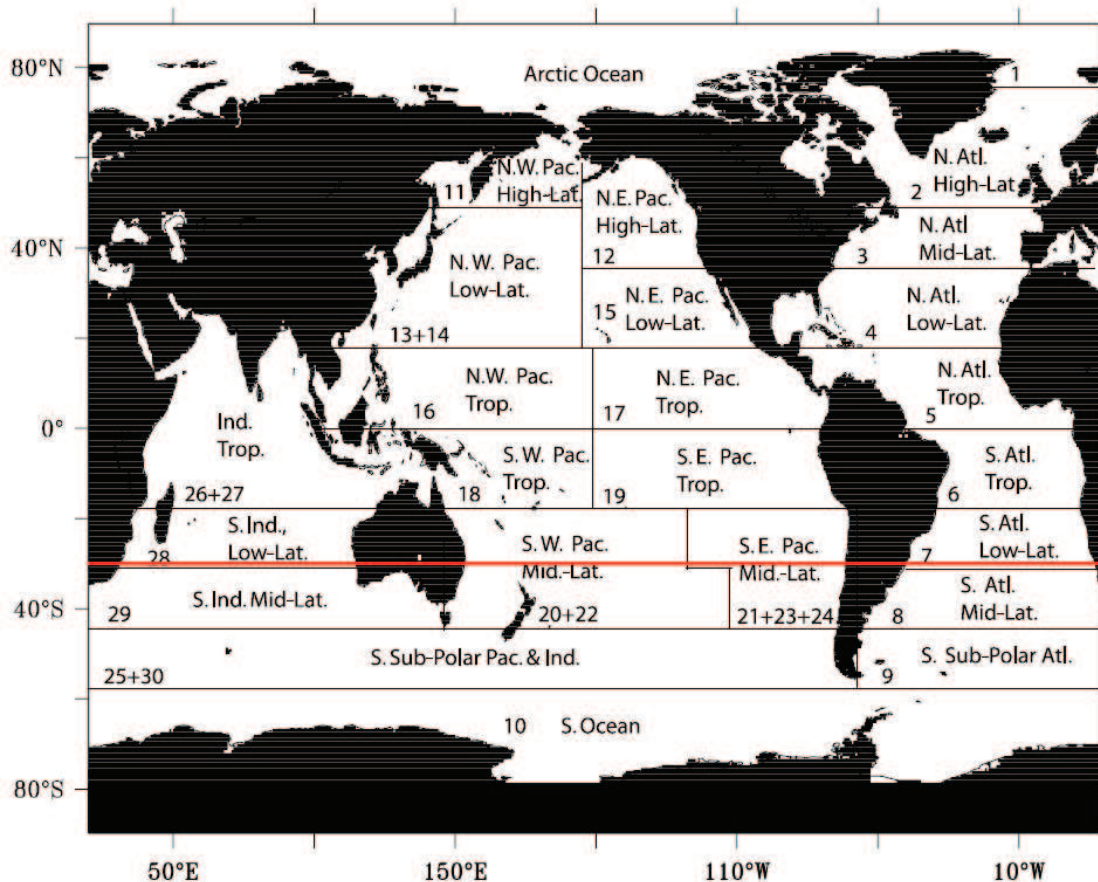 80°N
Arctic Ocean
1
N.W. Pac.
High-Lat.
11
N. Atl.
High-Lat.
2
N.E. Pac.
High-Lat.
12
40°N
N. Atl
Mid-Lat.
3
N.W. Pac.
Low-Lat.
13+14
15
N.E. Pac.
Low-Lat.
N. Atl.
Low-Lat.
4
N.W. Pac.
Trop.
16
N.E. Pac.
Trop.
17
N. Atl.
Trop.
5
0°
Ind.
Trop.
26+27
S.W. Pac.
Trop.
18
S.E. Pac.
Trop.
19
S. Atl.
Trop.
6
S. Ind.,
Low-Lat.
28
S.W. Pac.
Mid.-Lat.
20+22
S.E. Pac.
Mid.-Lat.
21+23+24
S. Atl.
Low-Lat.
7
40°S
S. Ind. Mid-Lat.
29
S. Atl.
Mid-Lat.
8
S. Sub-Polar Pac. & Ind.
25+30
S. Sub-Polar Atl.
9
10 S. Ocean
80°S
50°E 150°E 110°W 10°W